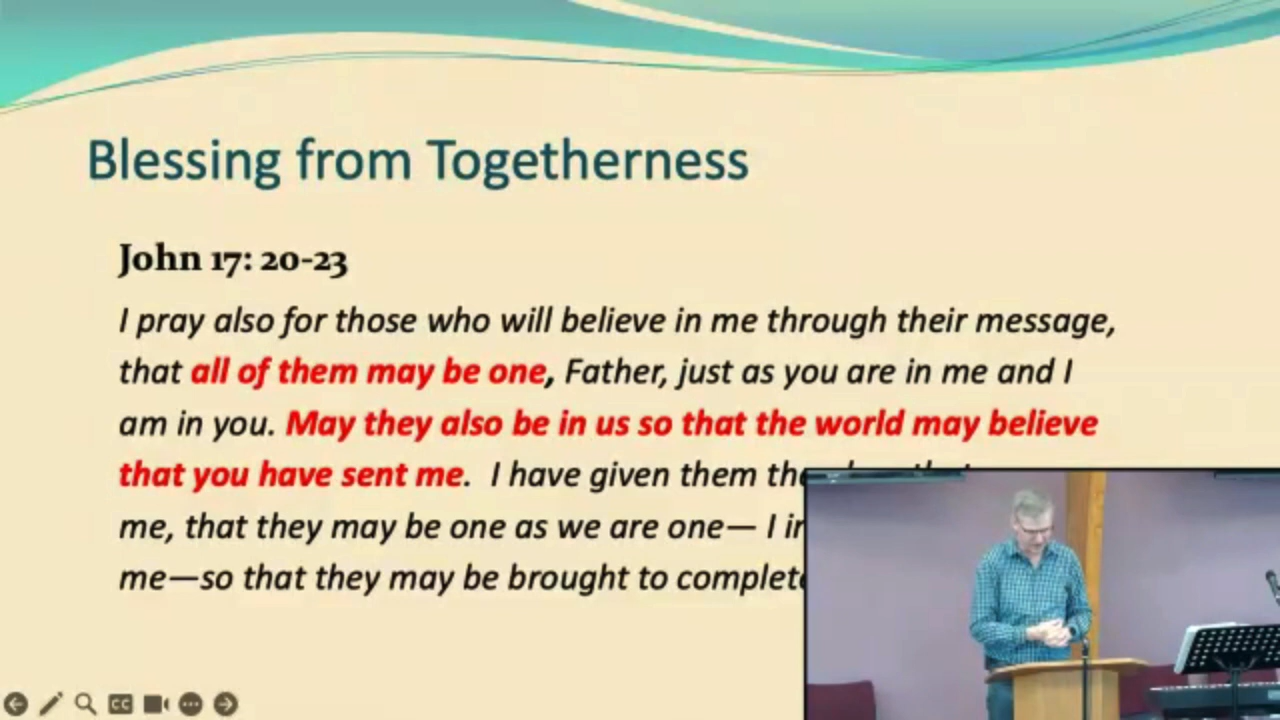 Blessing from Togetherness
John 17: 20-23
I pray also for those who will believe in me through their message,
that all of them may be one, Father, just as you are in me and I
am in you. May they also be in us so that the world may believe
that you have sent me.  I have given them the
me, that they may be one as we are one— I in
me—so that they may be brought to complete
CC